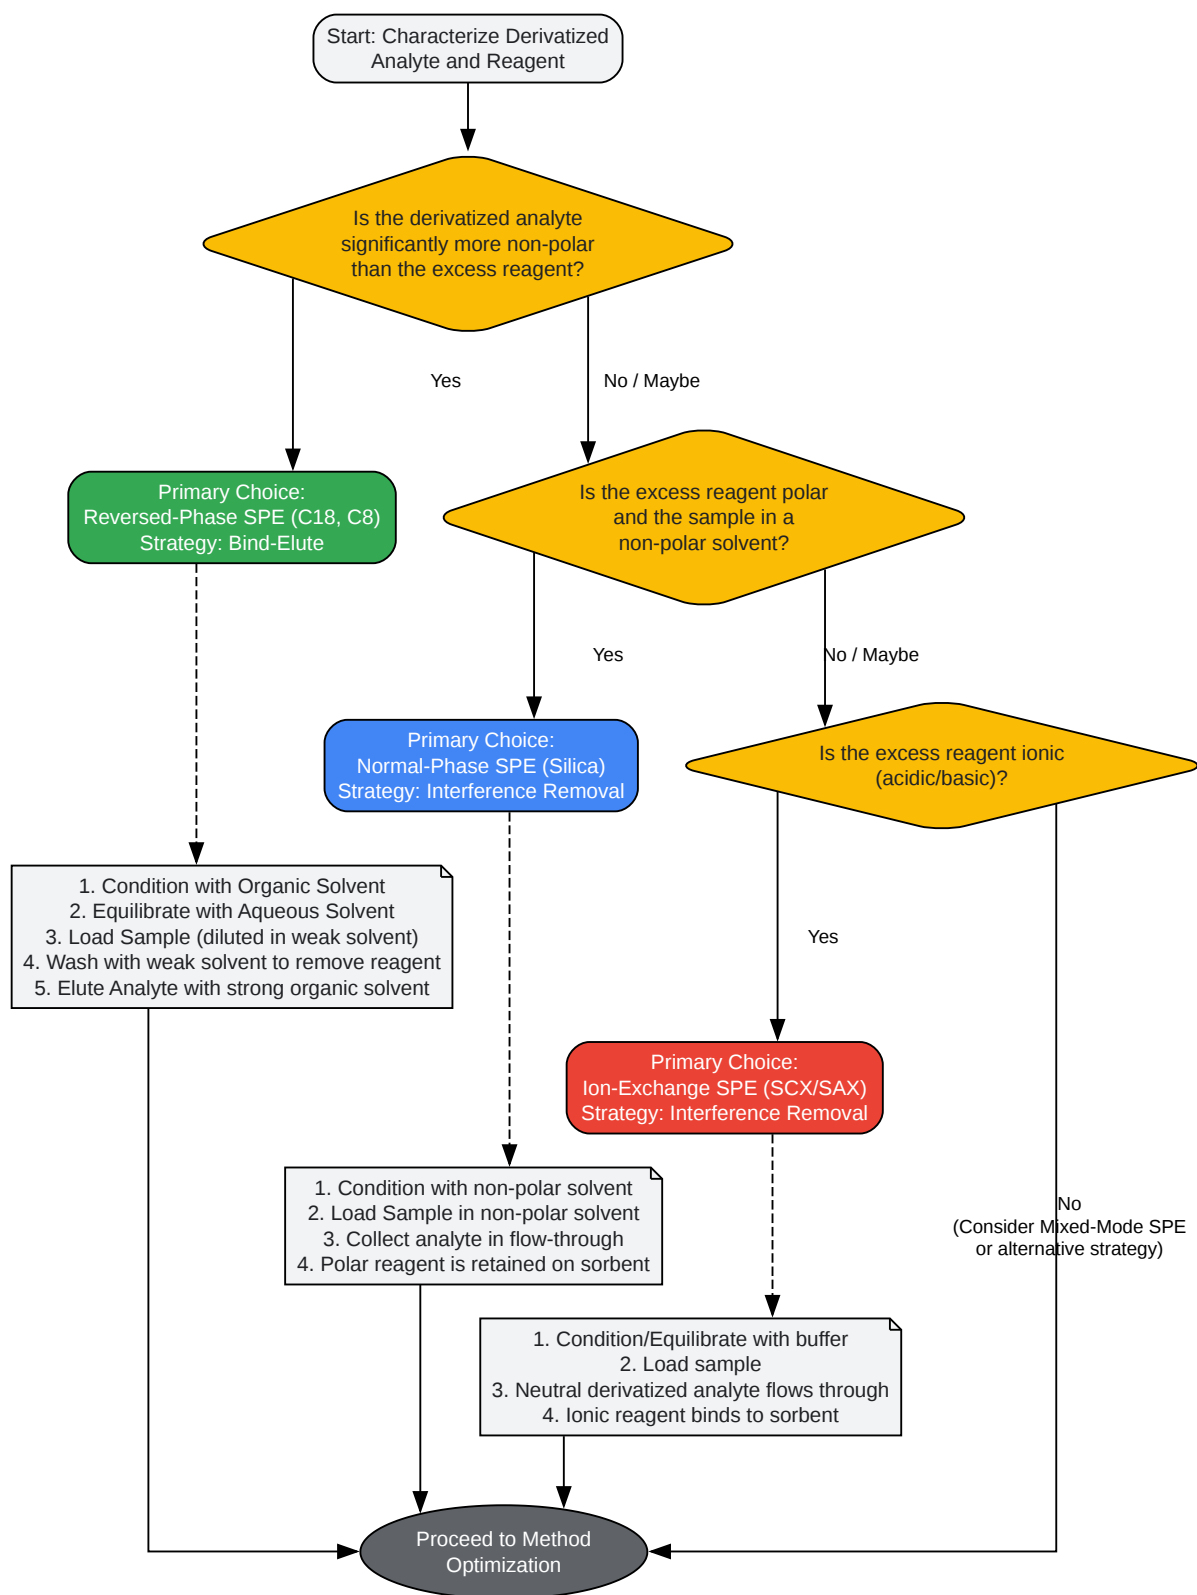 Start: Characterize Derivatized
Analyte and Reagent
Is the derivatized analyte
significantly more non-polar
than the excess reagent?
Yes
No / Maybe
Primary Choice:
Reversed-Phase SPE (C18, C8)
Strategy: Bind-Elute
Is the excess reagent polar
and the sample in a
non-polar solvent?
Yes
No / Maybe
Primary Choice:
Normal-Phase SPE (Silica)
Strategy: Interference Removal
Is the excess reagent ionic
(acidic/basic)?
1. Condition with Organic Solvent
2. Equilibrate with Aqueous Solvent
3. Load Sample (diluted in weak solvent)
4. Wash with weak solvent to remove reagent
5. Elute Analyte with strong organic solvent
Yes
Primary Choice:
Ion-Exchange SPE (SCX/SAX)
Strategy: Interference Removal
1. Condition with non-polar solvent
2. Load Sample in non-polar solvent
3. Collect analyte in flow-through
4. Polar reagent is retained on sorbent
No
(Consider Mixed-Mode SPE
or alternative strategy)
1. Condition/Equilibrate with buffer
2. Load sample
3. Neutral derivatized analyte flows through
4. Ionic reagent binds to sorbent
Proceed to Method
Optimization